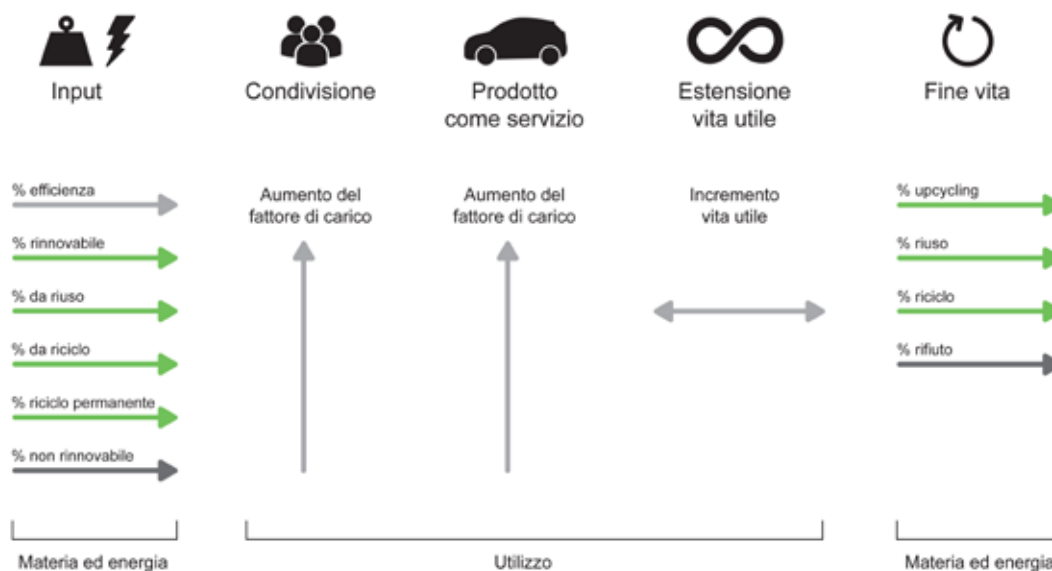 Input
Condivisione
Prodotto
come servizio
Estensione
vita utile
Fine vita
% efficienza
% rinnovabile
% da riuso
% da riciclo
% riciclo permanente
% non rinnovabile
Aumento del
fattore di carico
Aumento del
fattore di carico
Incremento
vita utile
% upcycling
% riuso
% riciclo
% rifiuto
Materia ed energia
Utilizzo
Materia ed energia